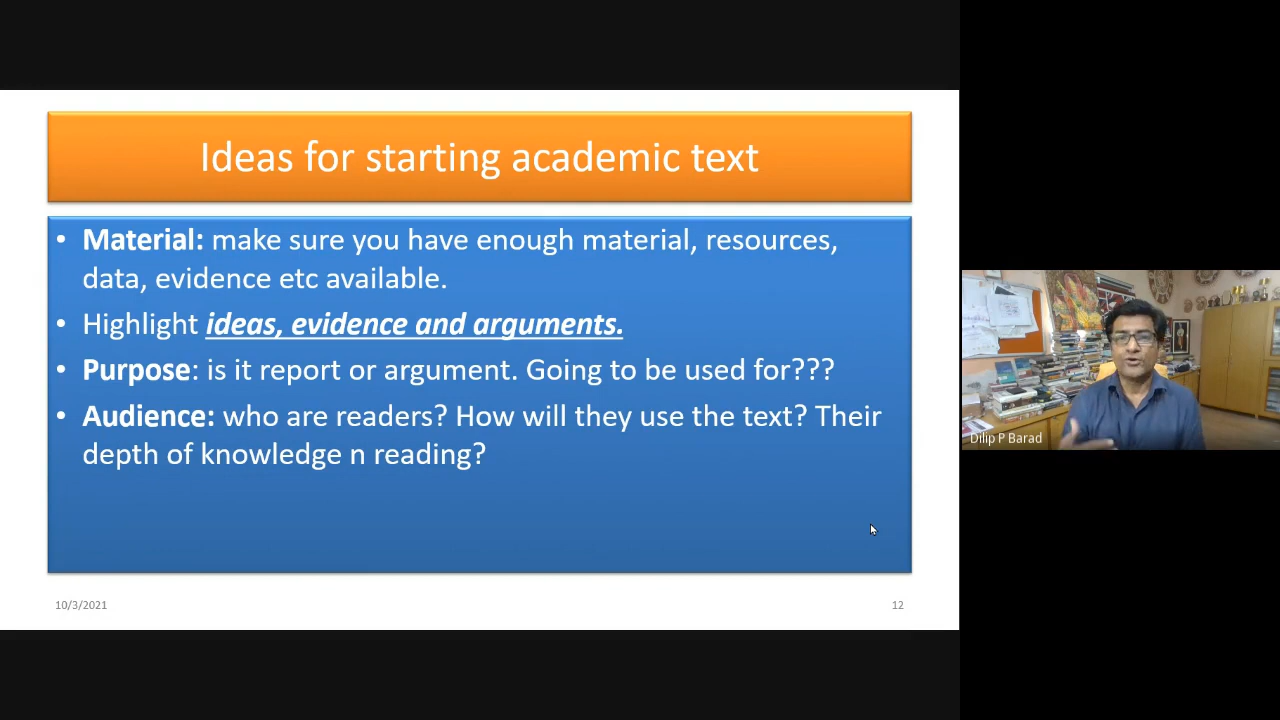 Ideas for starting academic text
• Material: make sure you have enough material, resources,
data, evidence etc available.
• Highlight ideas, evidence and arguments.
• Purpose: is it report or argument. Going to be used for???
• Audience: who are readers? How will they use the text? Their
depth of knowledge n reading?
10/3/2021
12
Dilip P Barad